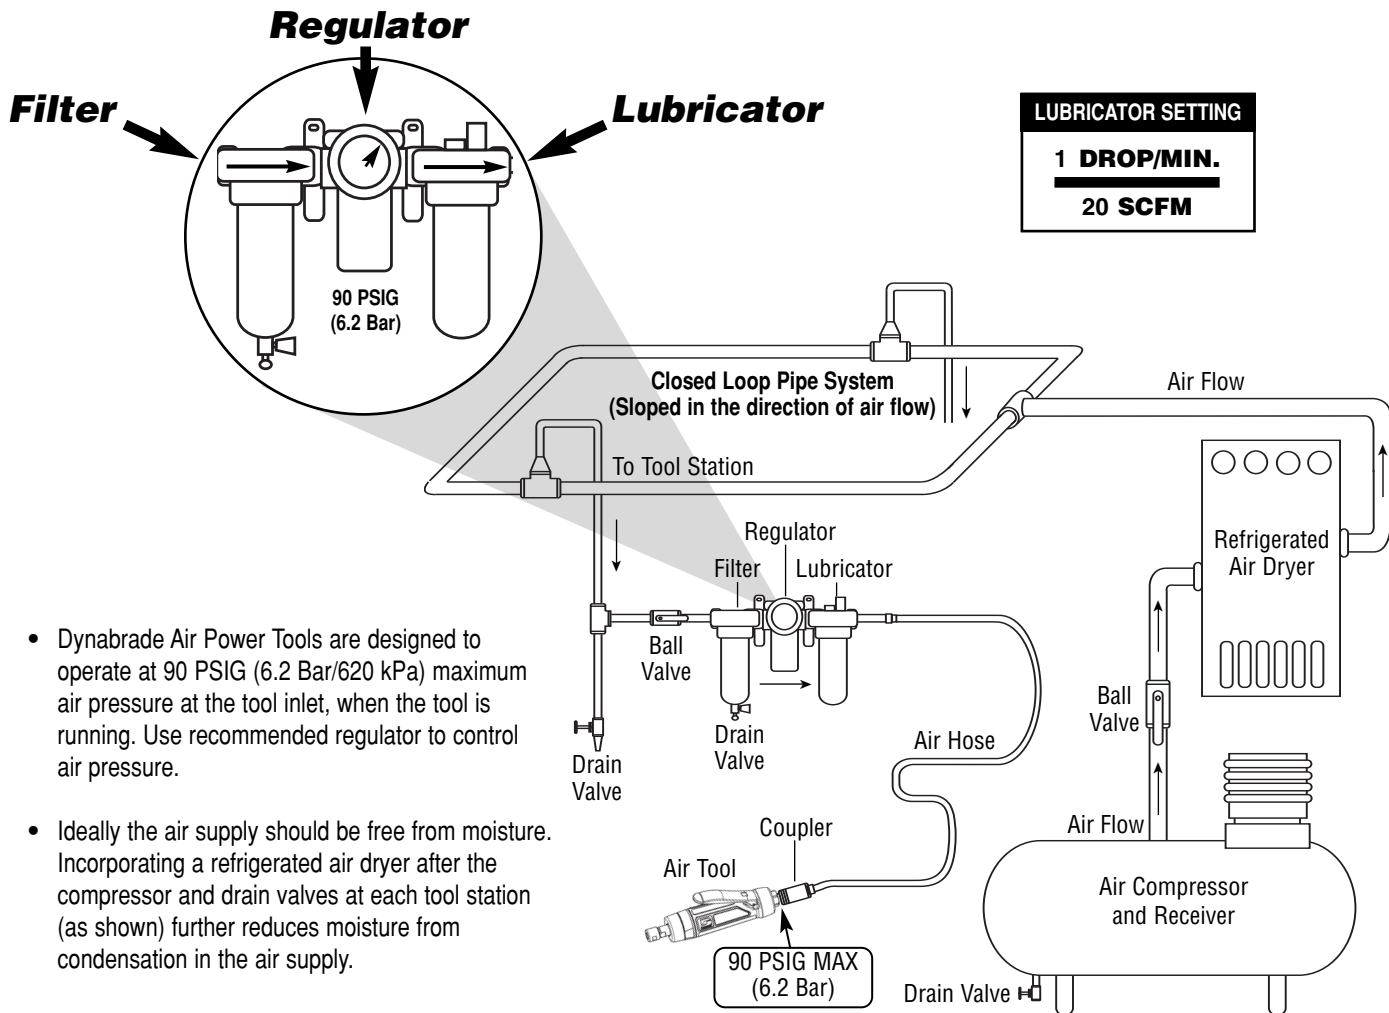 Regulator
Filter
Lubricator
90 PSIG
(6.2 Bar)
LUBRICATOR SETTING
1 DROP/MIN.
20 SCFM
Closed Loop Pipe System
(Sloped in the direction of air flow)
Air Flow
To Tool Station
Regulator
Filter
Lubricator
Refrigerated
Air Dryer
Ball
Valve
Drain
Valve
Drain
Valve
Air Hose
Ball
Valve
Air Flow
Coupler
Air Tool
90 PSIG MAX
(6.2 Bar)
Air Compressor
and Receiver
Drain Valve
• Dynabrade Air Power Tools are designed to
operate at 90 PSIG (6.2 Bar/620 kPa) maximum
air pressure at the tool inlet, when the tool is
running. Use recommended regulator to control
air pressure.
• Ideally the air supply should be free from moisture.
Incorporating a refrigerated air dryer after the
compressor and drain valves at each tool station
(as shown) further reduces moisture from
condensation in the air supply.